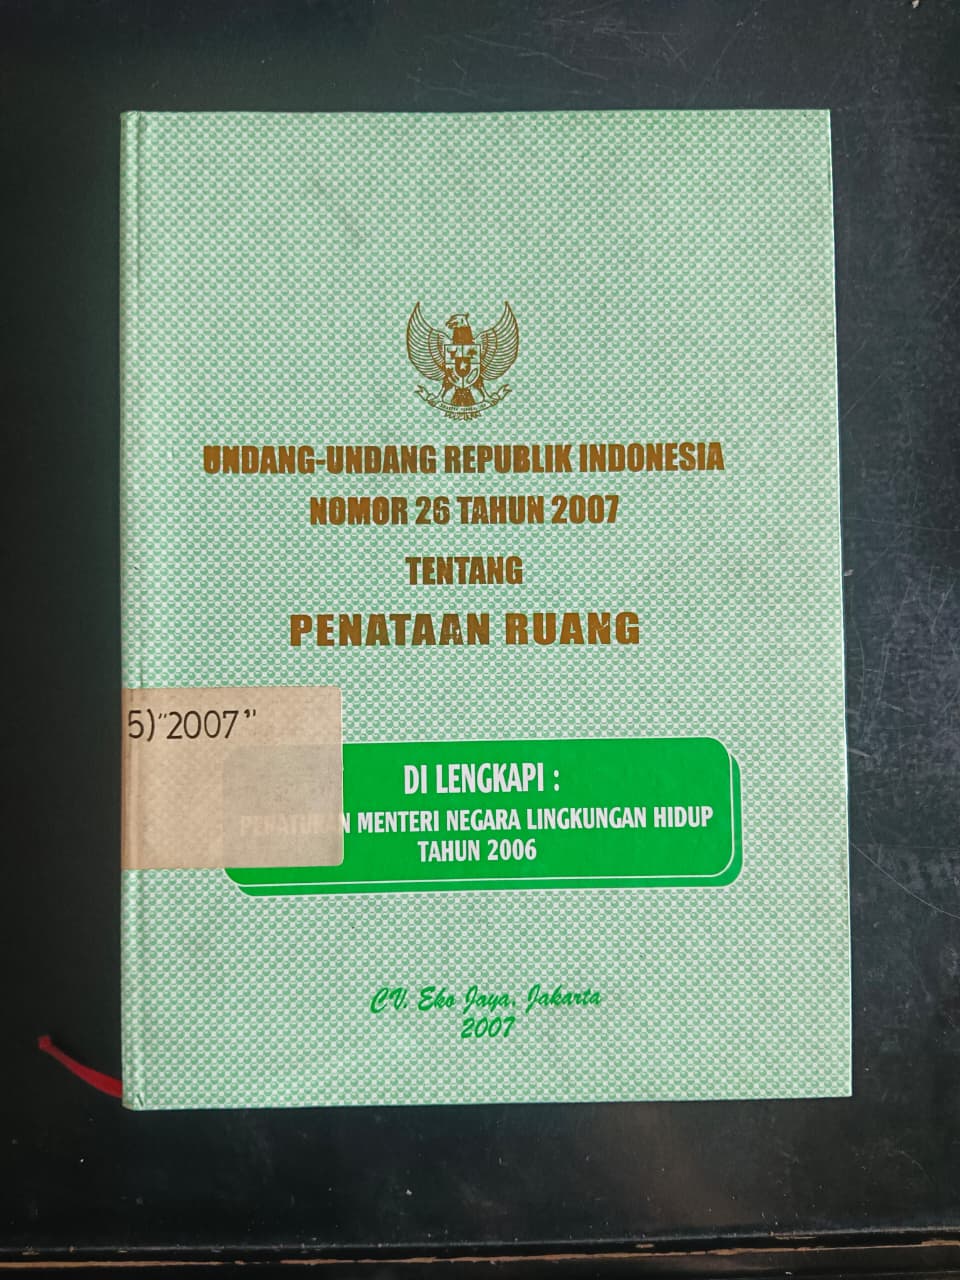 UNDANG-UNDANG REPUBLIK INDONESIA
NOMOR 26 TAHUN 2007
TENTANG
PENATAAN RUANG
5)"2007"
DI LENGKAPI :
PERATURAN MENTERI NEGARA LINGKUNGAN HIDUP
TAHUN 2006
CV. Eko Jaya, Jakarta
2007